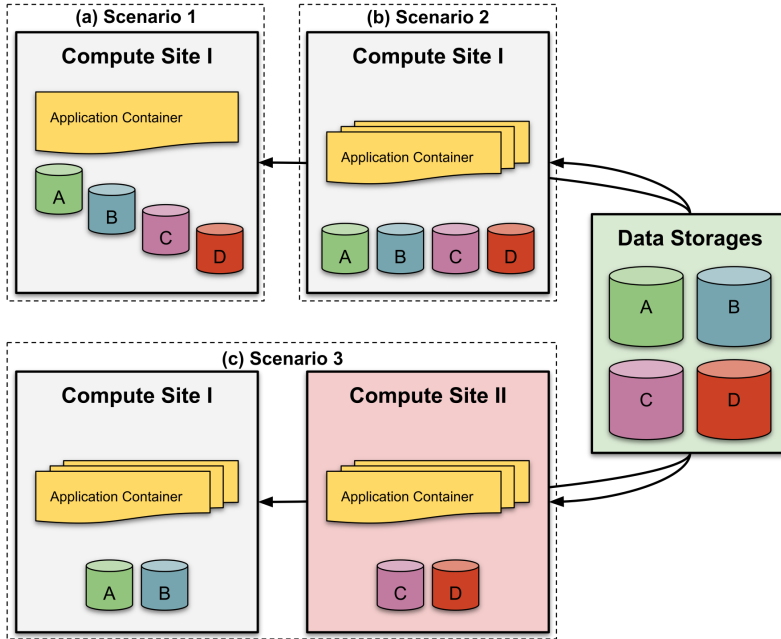 (a) Scenario 1
Compute Site I
Application Container
A
B
C
D
(b) Scenario 2
Compute Site I
Application Container
A
B
C
D
Data Storages
A
B
C
D
(c) Scenario 3
Compute Site I
Application Container
A
B
Compute Site II
Application Container
C
D